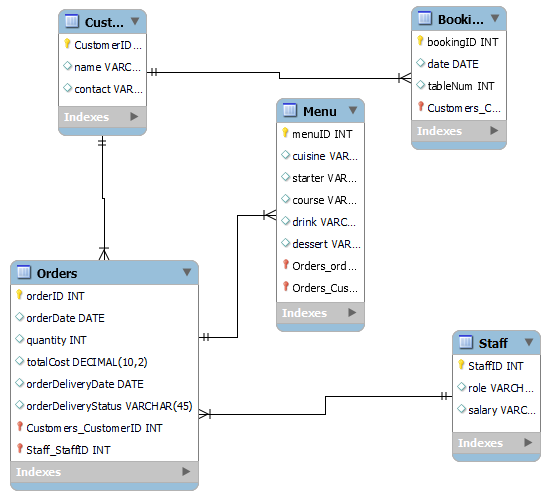 Cust...
CustomerID...
name VARC...
contact VAR...
Indexes
Booki...
bookingID INT
date DATE
tableNum INT
Customers_C...
Indexes
Menu
menuID INT
cuisine VAR...
starter VAR...
course VAR...
drink VARC...
dessert VAR...
Orders_ord...
Orders_Cus...
Indexes
Orders
orderID INT
orderDate DATE
quantity INT
totalCost DECIMAL(10,2)
orderDeliveryDate DATE
orderDeliveryStatus VARCHAR(45)
Customers_CustomerID INT
Staff_StaffID INT
Indexes
Staff
StaffID INT
role VARCH...
salary VARC...
Indexes